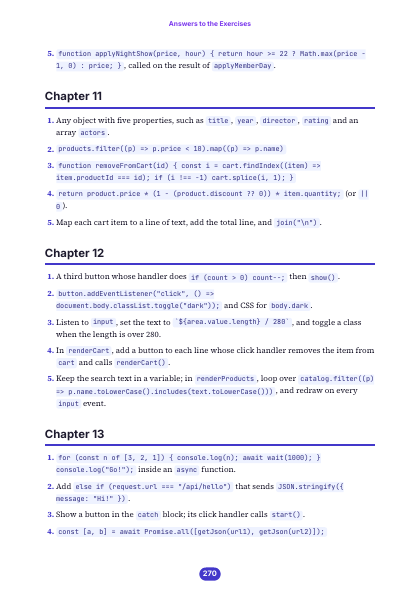 Answers to the Exercises
5. function applyNightShow(price, hour) { return hour >= 22 ? Math.max(price -
1, 0) : price; } , called on the result of applyMemberDay .
Chapter 11
1. Any object with five properties, such as title , year , director , rating and an
array actors .
2. products.filter((p) => p.price < 10).map((p) => p.name)
3. function removeFromCart(id) { const i = cart.findIndex((item) =>
item.productId === id); if (i !== -1) cart.splice(i, 1); }
4. return product.price * (1 - (product.discount ?? 0)) * item.quantity; (or ||
0 ).
5. Map each cart item to a line of text, add the total, and join("\n") .
Chapter 12
1. A third button whose handler does if (count > 0) count--; then show() .
2. button.addEventListener("click", () =>
document.body.classList.toggle("dark")); and CSS for body.dark .
3. Listen to input , set the text to `${area.value.length} / 280` , and toggle a class
when the length is over 280.
4. In renderCart , add a button to each line whose click handler removes the item from
cart and calls renderCart() .
5. Keep the search text in a variable; in renderProducts , loop over catalog.filter((p)
=> p.name.toLowerCase().includes(text.toLowerCase())) , and redraw on every
input event.
Chapter 13
1. for (const n of [3, 2, 1]) { console.log(n); await wait(1000); }
console.log("Go!"); inside an async function.
2. Add else if (request.url === "/api/hello") that sends JSON.stringify({
message: "Hi!" }) .
3. Show a button in the catch block; its click handler calls start() .
4. const [a, b] = await Promise.all([getJson(url1), getJson(url2)]);
270